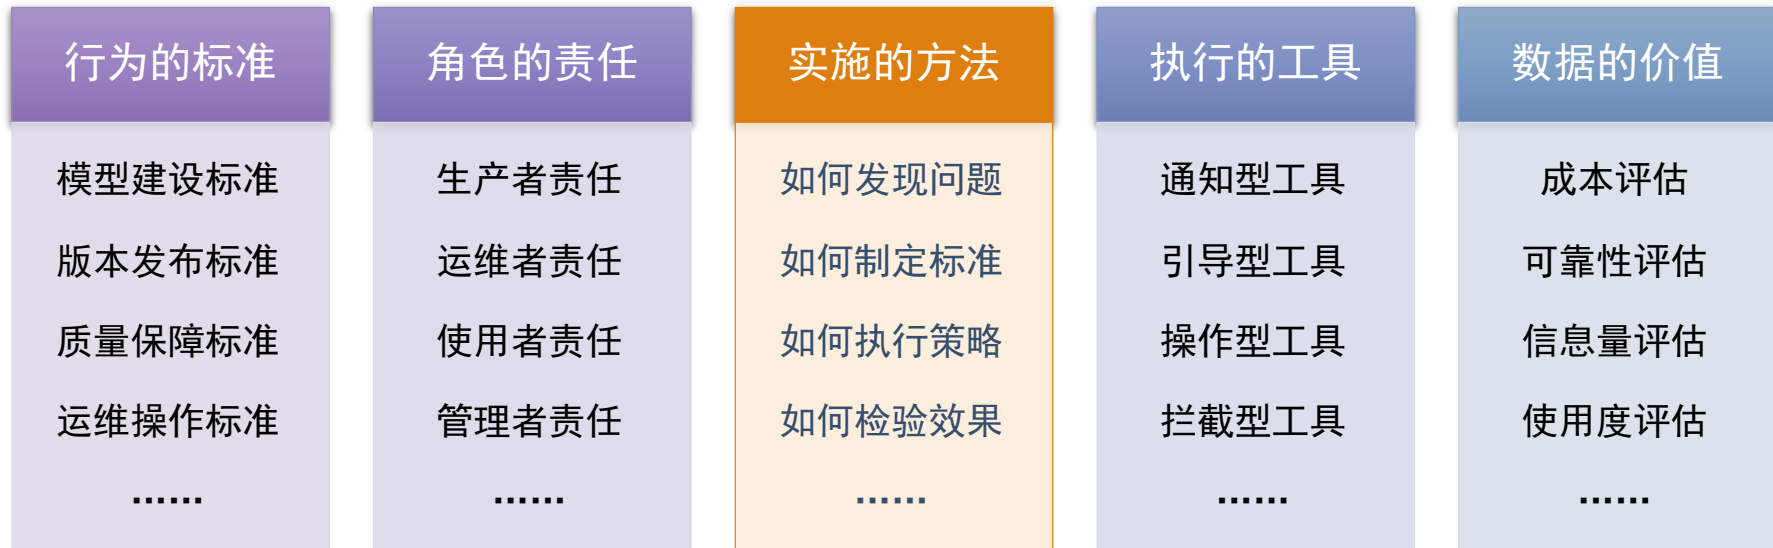 行为的标准
模型建设标准
版本发布标准
质量保障标准
运维操作标准
……
角色的责任
生产者责任
运维者责任
使用者责任
管理者责任
……
实施的方法
如何发现问题
如何制定标准
如何执行策略
如何检验效果
……
执行的工具
通知型工具
引导型工具
操作型工具
拦截型工具
……
数据的价值
成本评估
可靠性评估
信息量评估
使用度评估
……